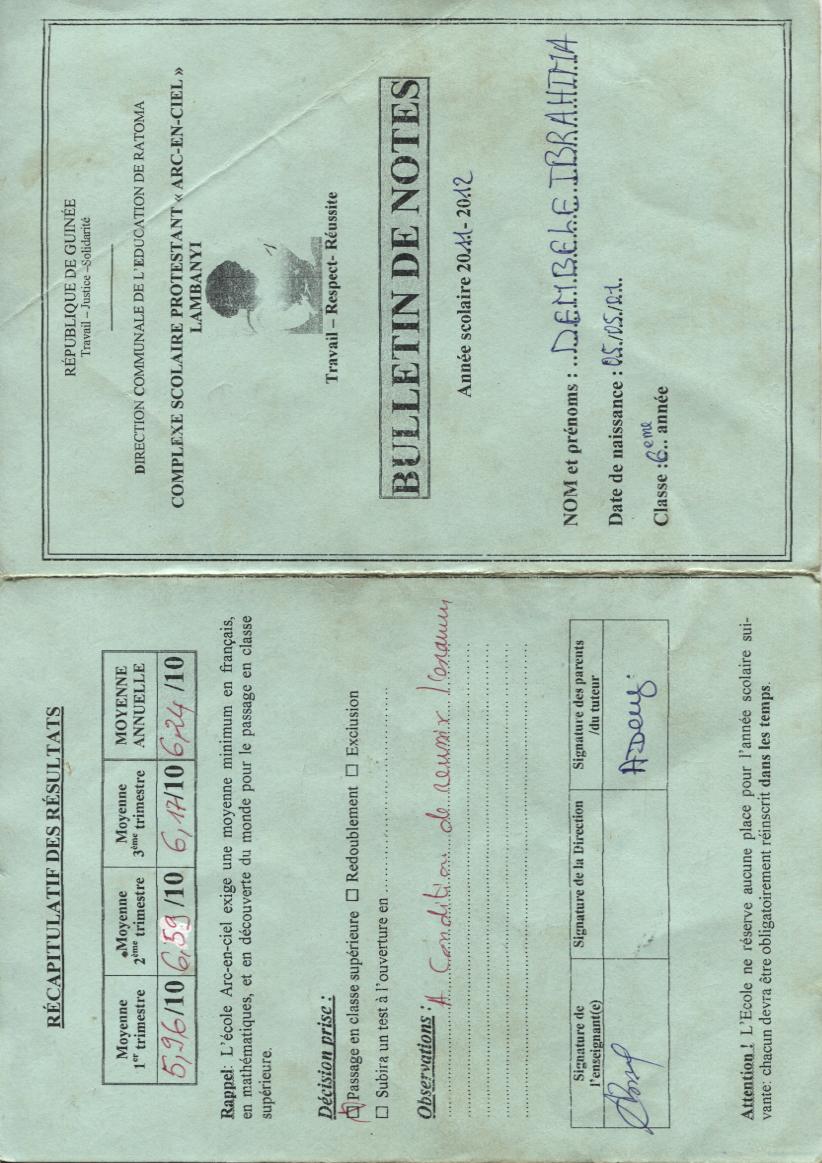 RÉCAPITULATIF DES RÉSULTATS
Moyenne 1er trimestre
Moyenne 2ème trimestre
Moyenne 3ème trimestre
MOYENNE ANNUELLE
5,96/10
6,59/10
6,17/10
6,24/10
Rappel: L'école Arc-en-ciel exige une moyenne minimum en français,
en mathématiques, et en découverte du monde pour le passage en classe
supérieure.
Décision prise :
☒ Passage en classe supérieure ☐ Redoublement ☐ Exclusion
☐ Subira un test à l'ouverture en ..........................
Observations : A Condition de reussir l'examen
Signature de l'enseignant(e)
Signature de la Direction
Signature des parents /du tuteur
Attention ! L'Ecole ne réserve aucune place pour l'année scolaire sui-
vante: chacun devra être obligatoirement réinscrit dans les temps.
RÉPUBLIQUE DE GUINÉE
Travail – Justice –Solidarité
DIRECTION COMMUNALE DE L'EDUCATION DE RATOMA
COMPLEXE SCOLAIRE PROTESTANT « ARC-EN-CIEL »
LAMBANYI
Travail – Respect- Réussite
BULLETIN DE NOTES
Année scolaire 2011- 2012
NOM et prénoms : DEMBELE IBRAHIMA
Date de naissance : 05/05/01.
Classe : 6eme année